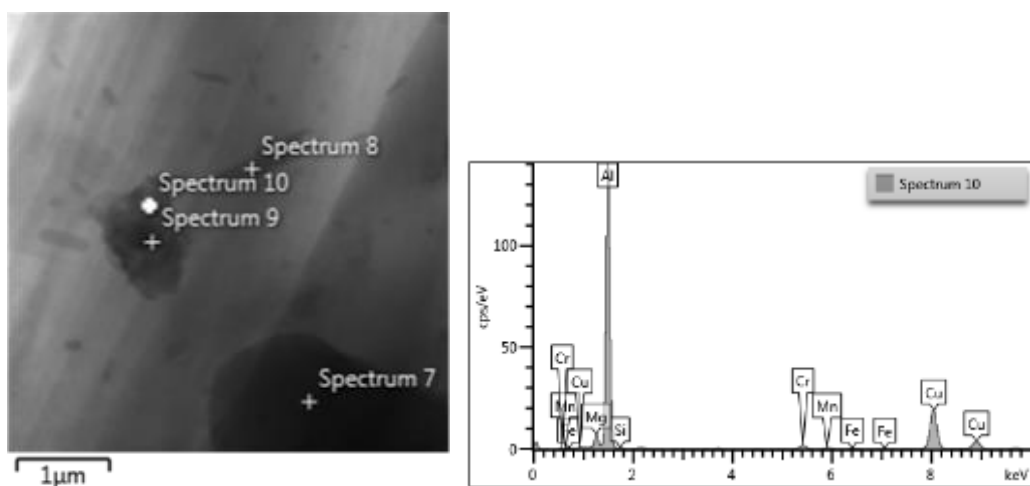 Spectrum 8
Spectrum 10
Spectrum 9
Spectrum 7
1μm
Al
Spectrum 10
100
cps/eV
50
Cr
Cu
Mn
Mg
Si
Cr
Mn
Fe
Fe
Cu
Cu
0
0
2
4
6
8
keV